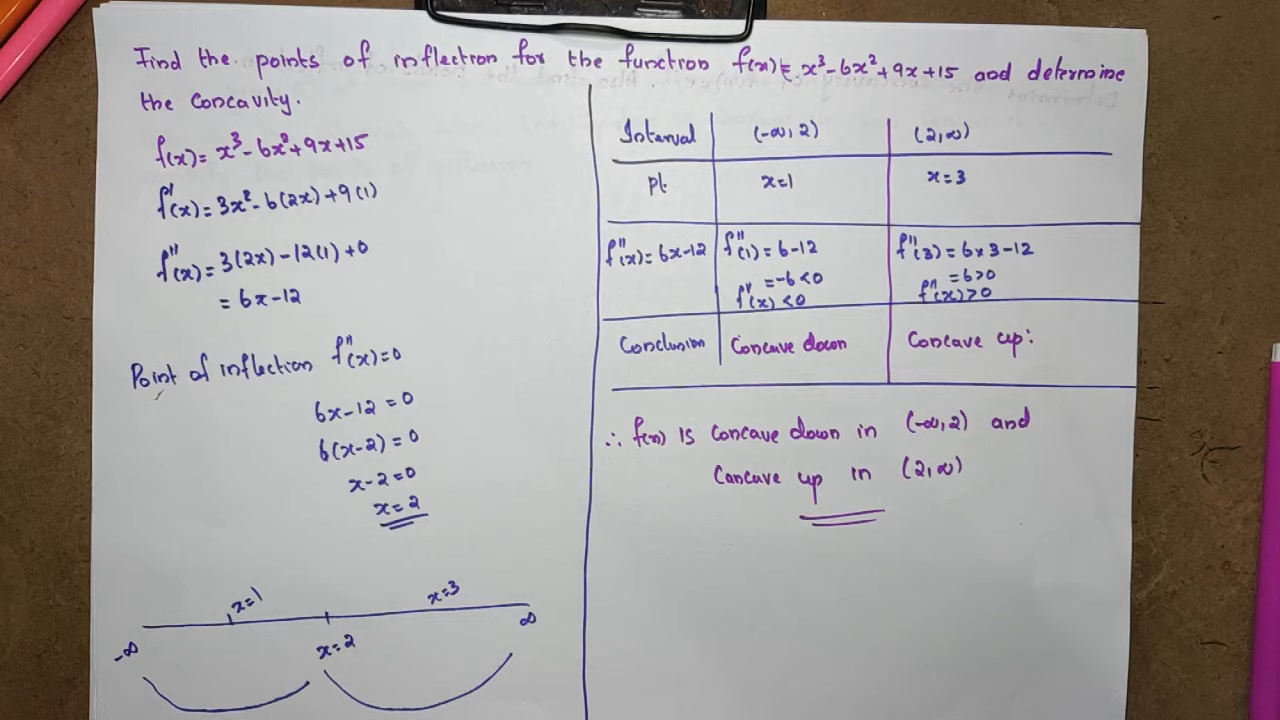 Find the points of inflection for the function f(x)= x³-6x²+9x+15 and determine
the concavity.
f(x)= x³-6x²+9x+15
f'(x)= 3x²-6(2x)+9(1)
f''(x)= 3(2x)-12(1)+0
= 6x-12
Point of inflection f''(x)=0
6x-12=0
6(x-2)=0
x-2=0
x=2
x=1
x=3
-∞
x=2
∞
Interval (-∞,2) (2,∞)
pt. x=1 x=3
f''(x)=6x-12 f''(1)=6-12 f''(3)=6x3-12
=-6<0 =6>0
f''(x)<0 f''(x)>0
Conclusion Concave down Concave up:
∴ f(x) is concave down in (-∞,2) and
Concave up in (2,∞)